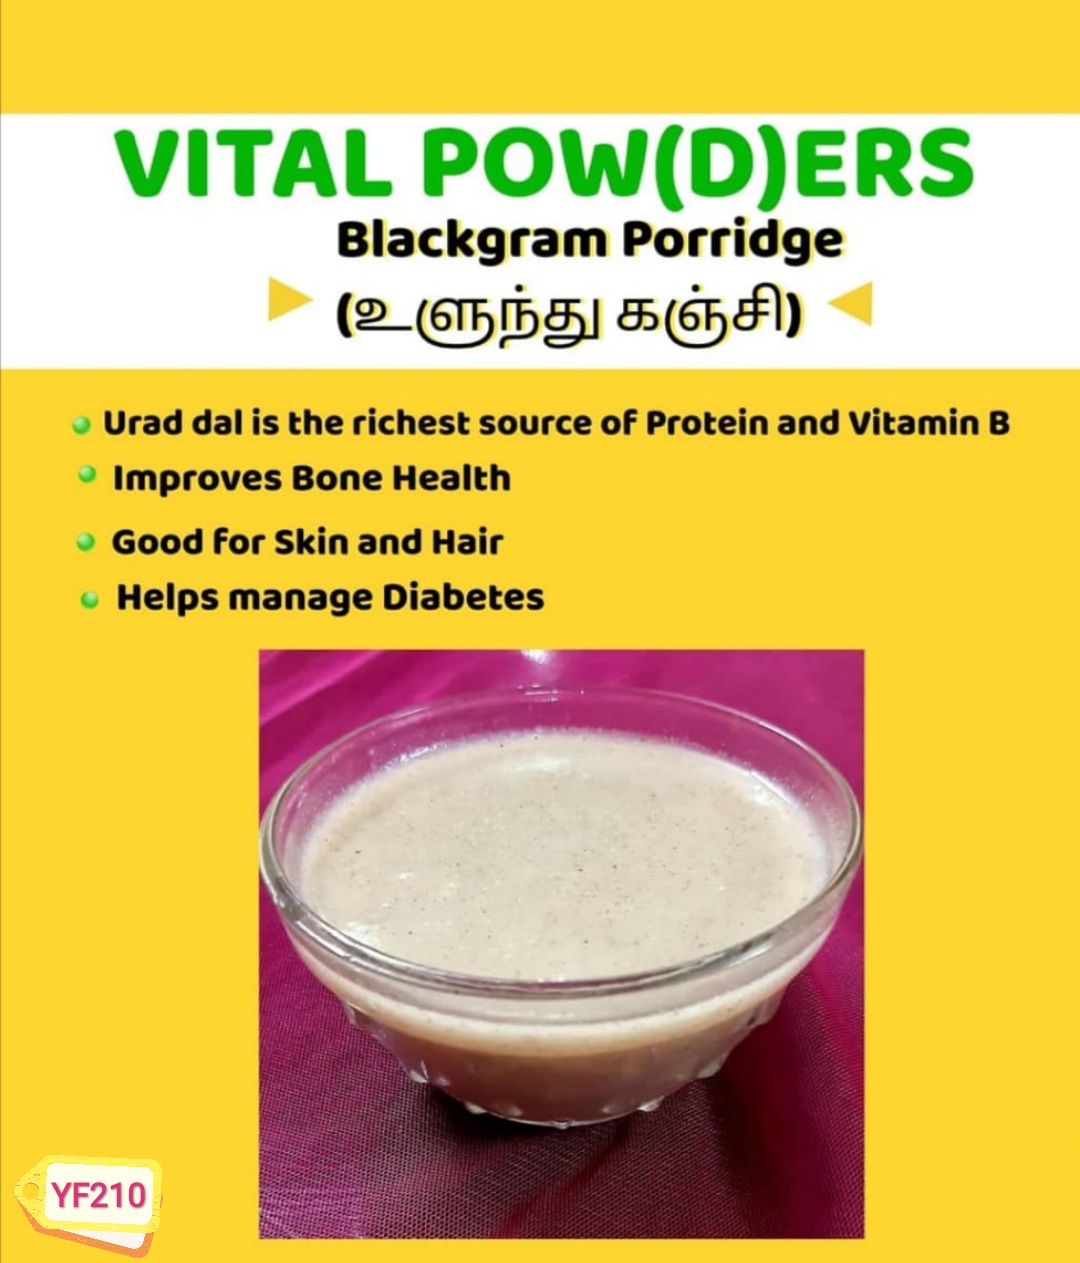 VITAL POW(D)ERS
Blackgram Porridge
(உளுந்து கஞ்சி)
Urad dal is the richest source of Protein and Vitamin B
Improves Bone Health
Good for Skin and Hair
Helps manage Diabetes
YF210